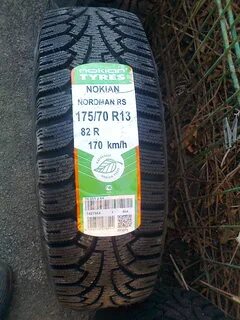 nokian
TYRES
NOKIAN
NORDMAN RS
175/70 R13
82 R
170 km/h